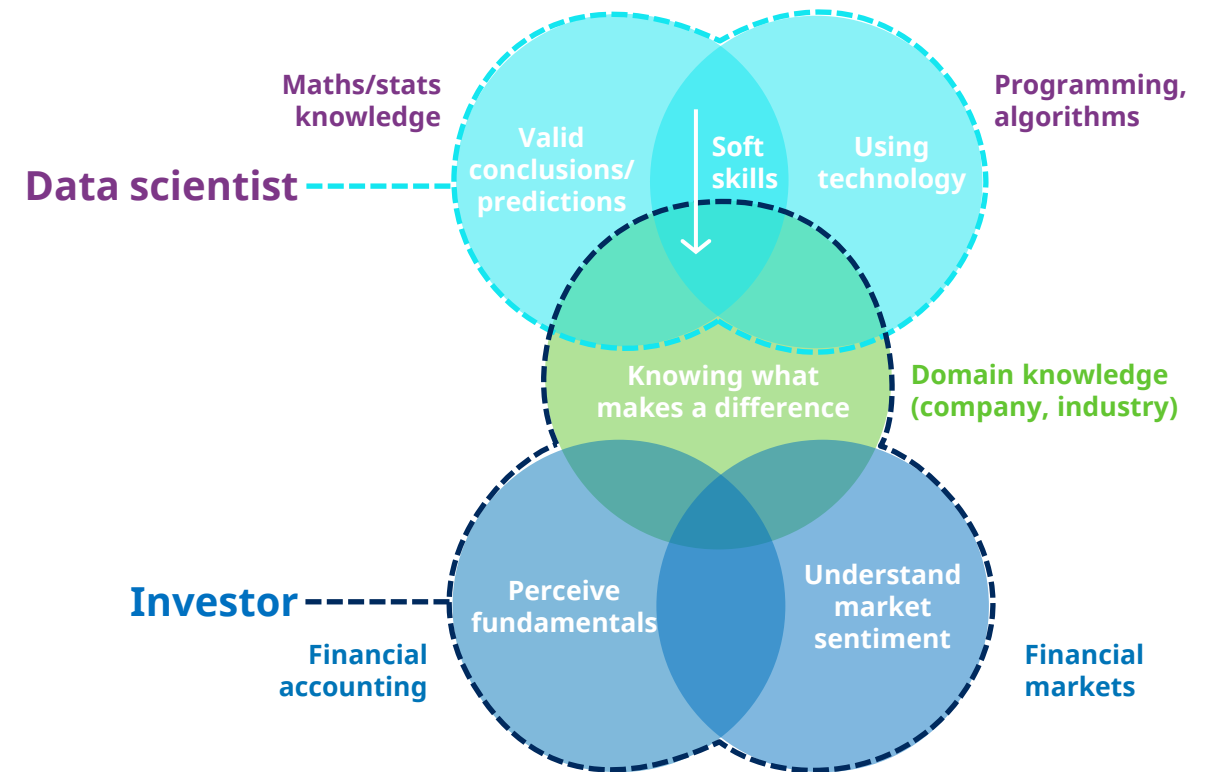 Maths/stats
knowledge
Programming,
algorithms
Valid
conclusions/
predictions
Soft
skills
Using
technology
Data scientist
Knowing what
makes a difference
Domain knowledge
(company, industry)
Perceive
fundamentals
Understand
market
sentiment
Investor
Financial
accounting
Financial
markets